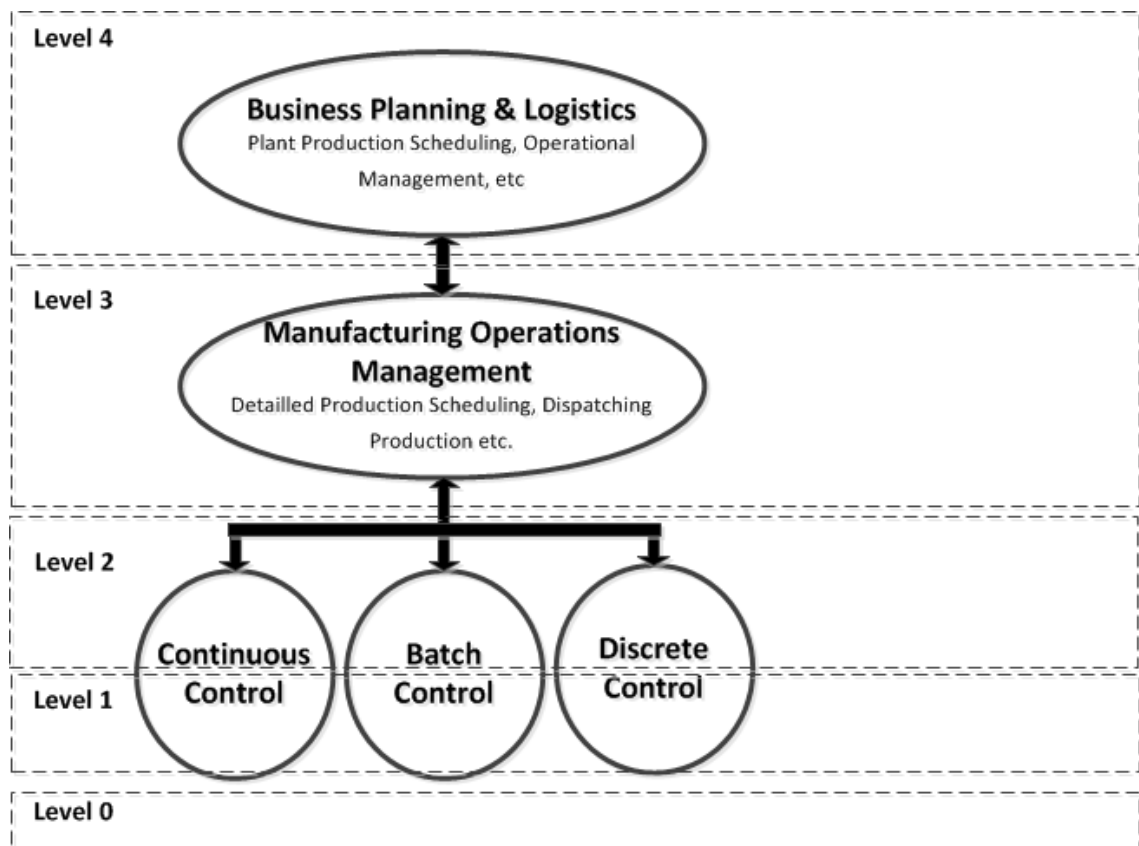 Level 4
Business Planning & Logistics
Plant Production Scheduling, Operational
Management, etc
Level 3
Manufacturing Operations
Management
Detailled Production Scheduling, Dispatching
Production etc.
Level 2
Continuous
Control
Batch
Control
Discrete
Control
Level 1
Level 0